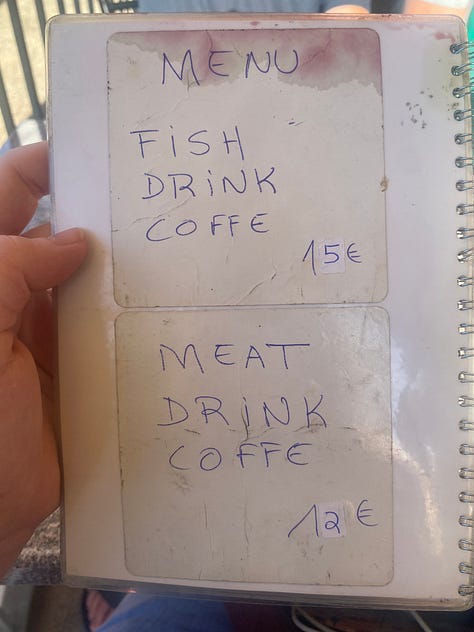 MENU
FISH
DRINK
COFFE
15€
MEAT
DRINK
COFFE
12€